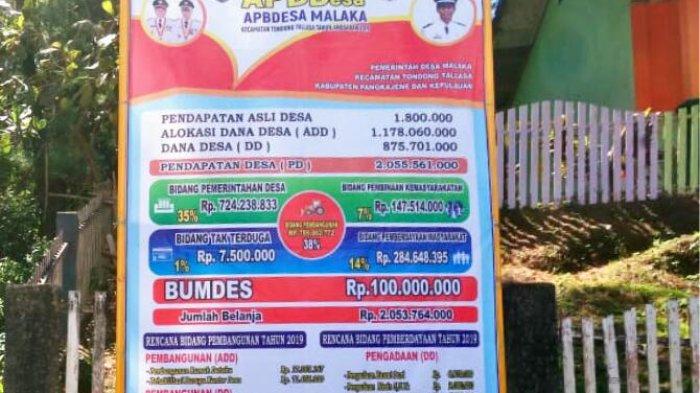 APBDesa
APBDESA MALAKA
KECAMATAN TONDONG TALLASA TAHUN ANGGARAN
PEMERINTAH DESA MALAKA
KECAMATAN TONDONG TALLASA
KABUPATEN PANGKAJENE DAN KEPULAUAN
PENDAPATAN ASLI DESA 1.800.000
ALOKASI DANA DESA ( ADD ) 1.178.060.000
DANA DESA ( DD ) 875.701.000
PENDAPATAN DESA ( PD ) 2.055.561.000
BIDANG PEMERINTAHAN DESA
35% Rp. 724.238.833
BIDANG PEMBINAAN KEMASYARAKATAN
7% Rp. 147.514.000
BIDANG PEMBANGUNAN
38%
BIDANG TAK TERDUGA
1% Rp. 7.500.000
BIDANG PEMBERDAYAAN MASYARAKAT
14% Rp. 284.648.395
BUMDES Rp.100.000.000
Jumlah Belanja Rp. 2.053.764.000
RENCANA BIDANG PEMBANGUNAN TAHUN 2019
RENCANA BIDANG PEMBERDAYAAN TAHUN 2019
PEMBANGUNAN (ADD)
PENGADAAN (DD)